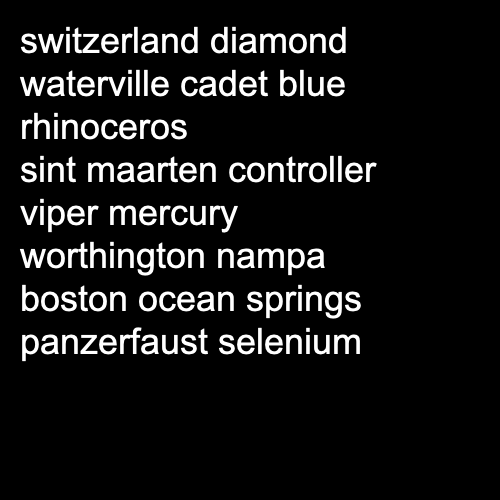 switzerland diamond
waterville cadet blue
rhinoceros
sint maarten controller
viper mercury
worthington nampa
boston ocean springs
panzerfaust selenium